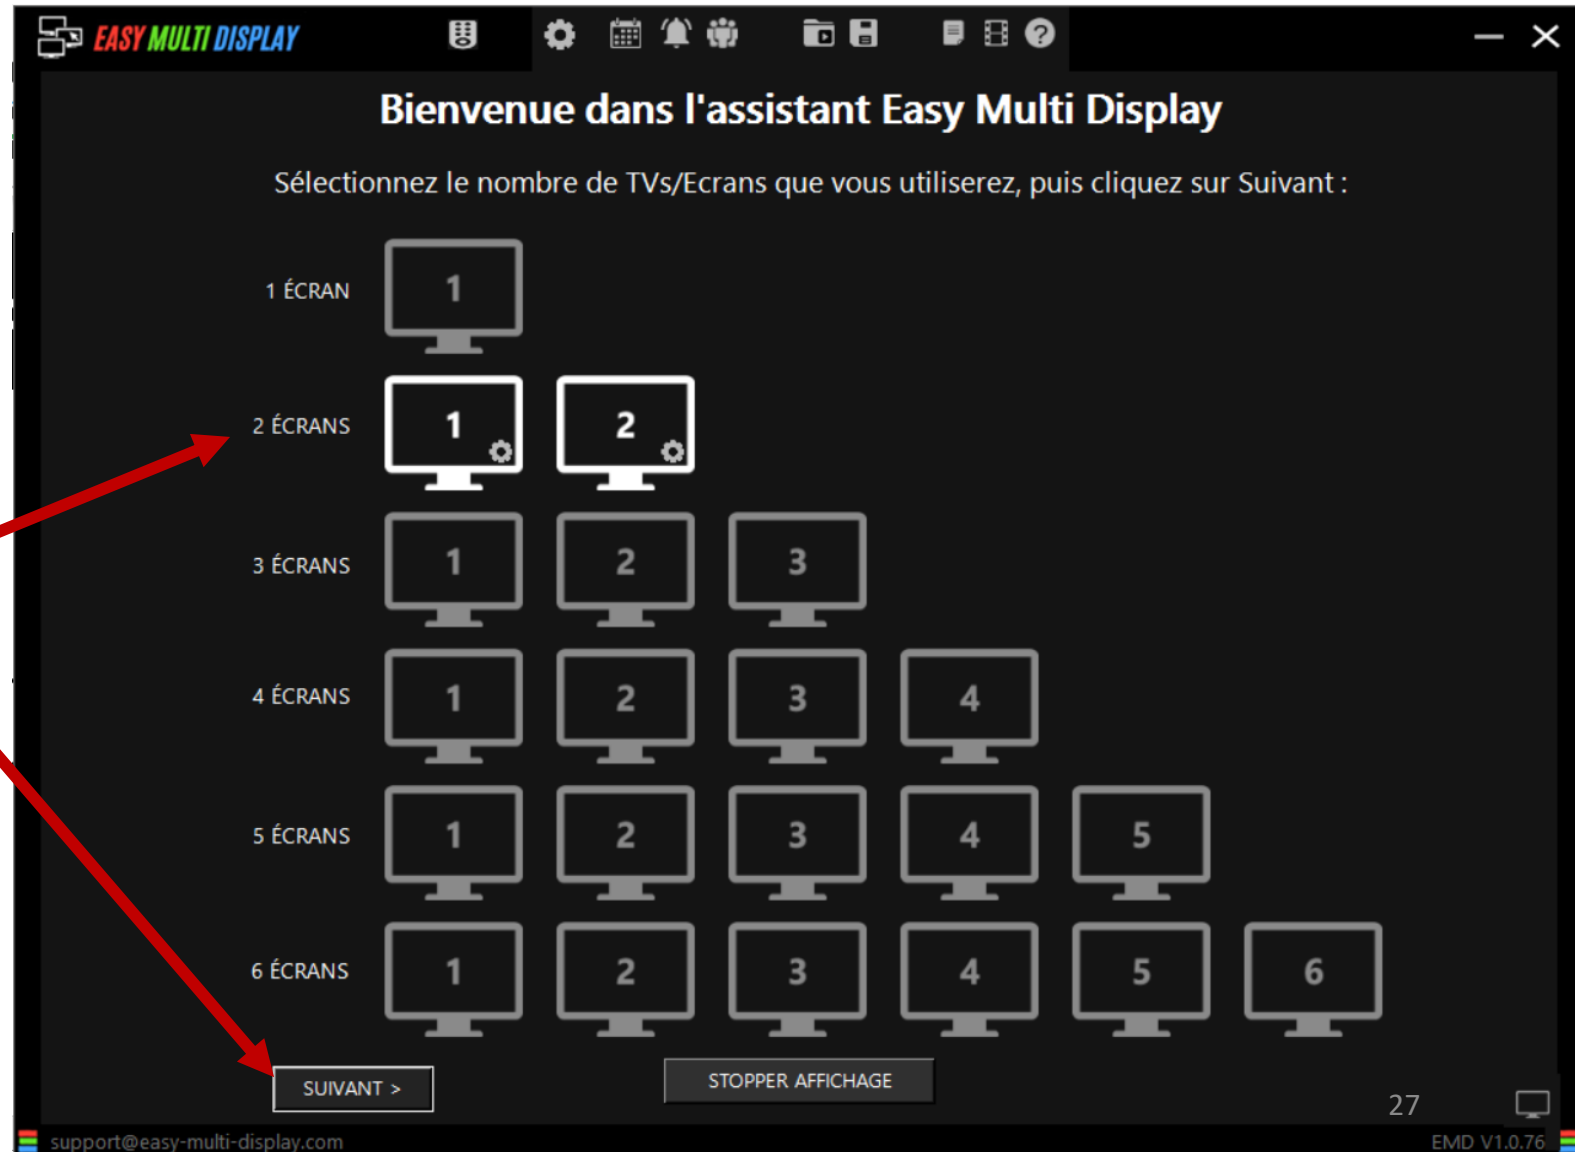 EASY MULTI DISPLAY
Bienvenue dans l'assistant Easy Multi Display
Sélectionnez le nombre de TVs/Ecrans que vous utiliserez, puis cliquez sur Suivant :
1 ÉCRAN 1
2 ÉCRANS 1 2
3 ÉCRANS 1 2 3
4 ÉCRANS 1 2 3 4
5 ÉCRANS 1 2 3 4 5
6 ÉCRANS 1 2 3 4 5 6
SUIVANT > STOPPER AFFICHAGE
27
support@easy-multi-display.com EMD V1.0.76